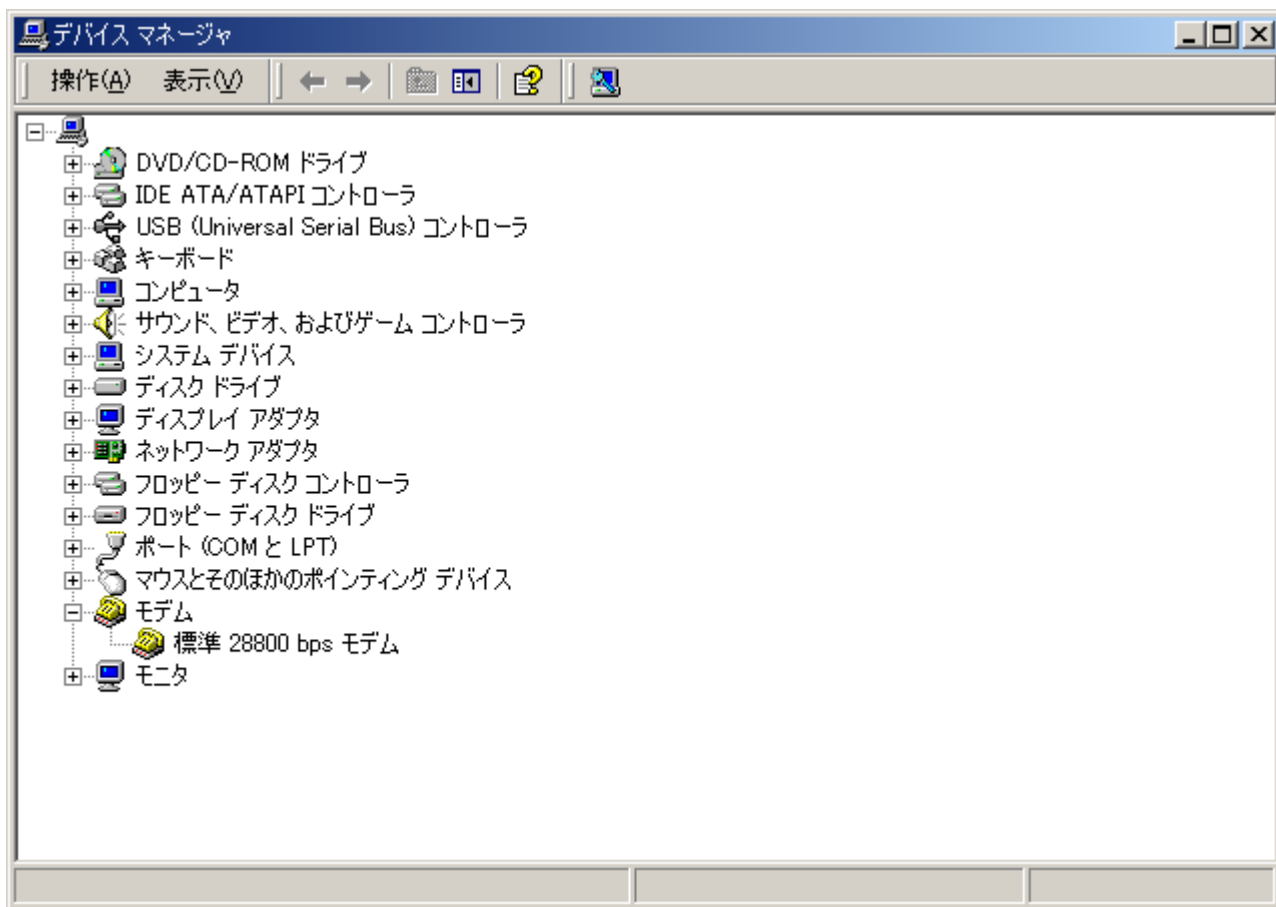 デバイス マネージャ
操作(A) 表示(V)
DVD/CD-ROM ドライブ
IDE ATA/ATAPI コントローラ
USB (Universal Serial Bus) コントローラ
キーボード
コンピュータ
サウンド、ビデオ、およびゲーム コントローラ
システム デバイス
ディスク ドライブ
ディスプレイ アダプタ
ネットワーク アダプタ
フロッピー ディスク コントローラ
フロッピー ディスク ドライブ
ポート (COM と LPT)
マウスとそのほかのポインティング デバイス
モデム
標準 28800 bps モデム
モニタ